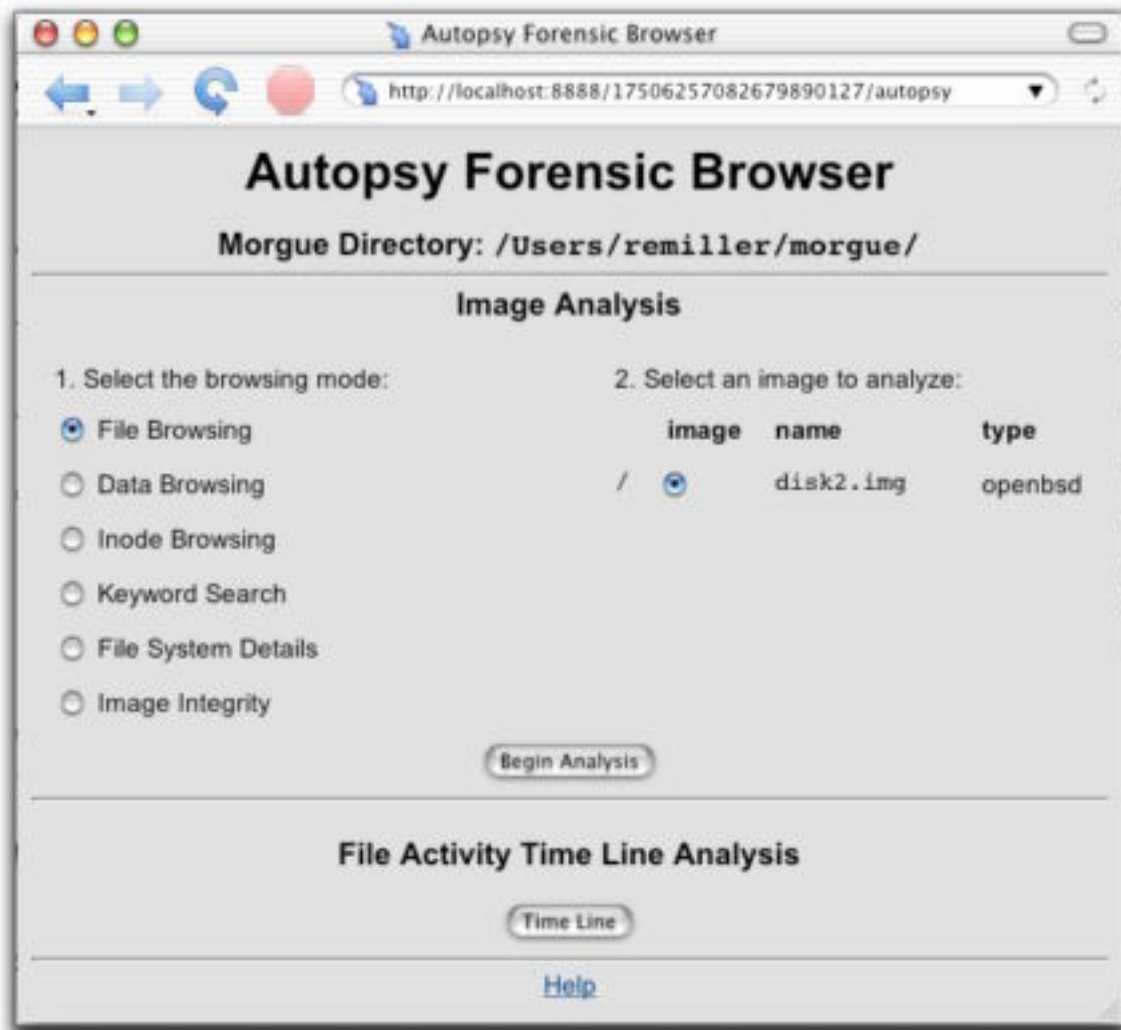 Autopsy Forensic Browser
http://localhost:8888/17506257082679890127/autopsy
Autopsy Forensic Browser
Morgue Directory: /Users/remiller/morgue/
Image Analysis
1. Select the browsing mode:
File Browsing
Data Browsing
Inode Browsing
Keyword Search
File System Details
Image Integrity
2. Select an image to analyze:
image name type
/ disk2.img openbsd
Begin Analysis
File Activity Time Line Analysis
Time Line
Help